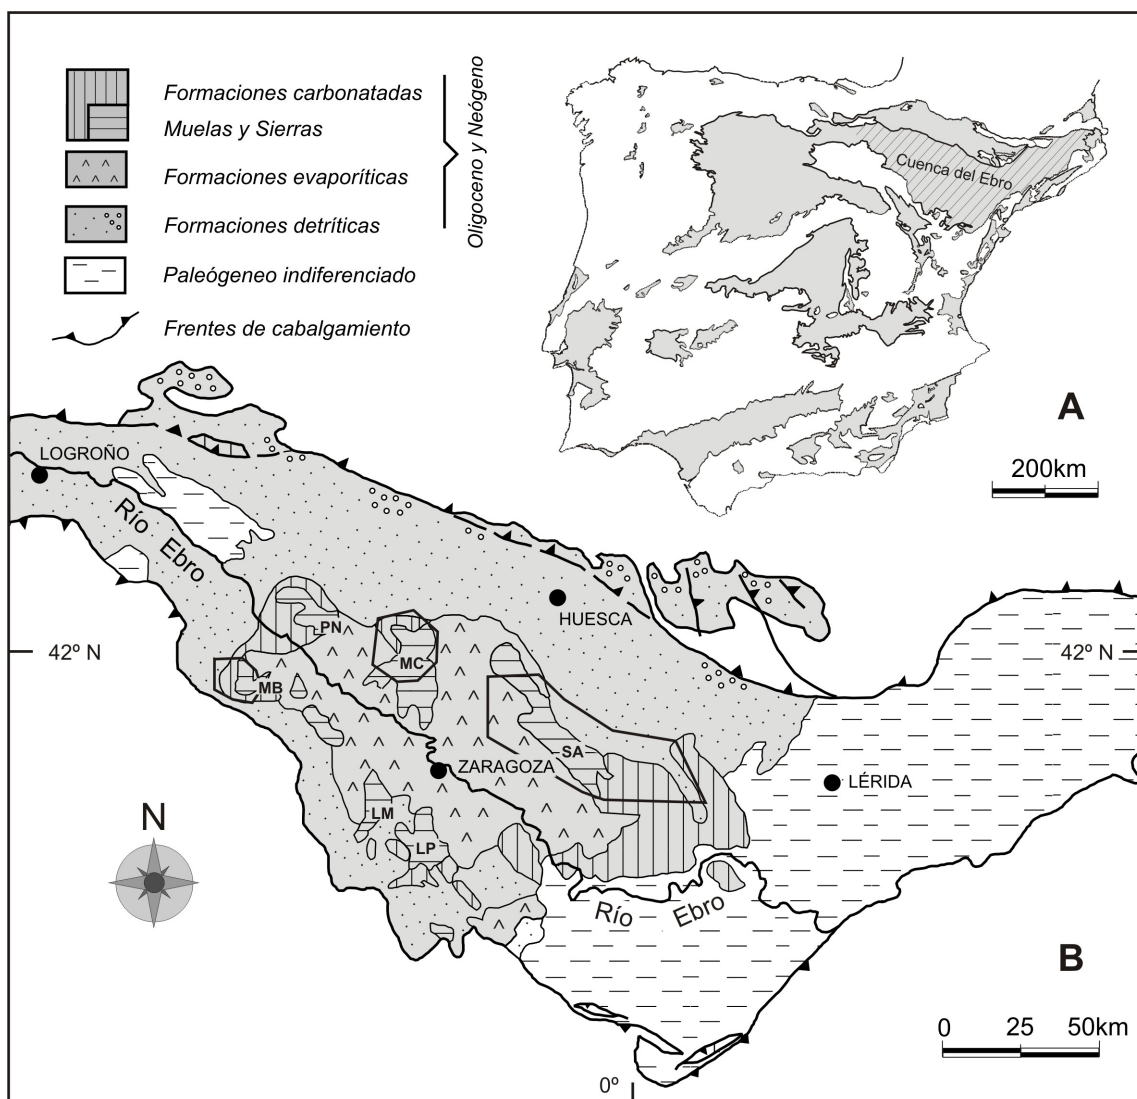 Formaciones carbonatadas
Muelas y Sierras
Formaciones evaporíticas
Formaciones detríticas
Paleógeneo indiferenciado
Frentes de cabalgamiento
Oligoceno y Neógeno
Cuenca del Ebro
A
200km
LOGROÑO
Río Ebro
HUESCA
PN
MC
42º N
42º N
MB
SA
ZARAGOZA
LÉRIDA
LM
LP
N
Río Ebro
B
0 25 50km
0º